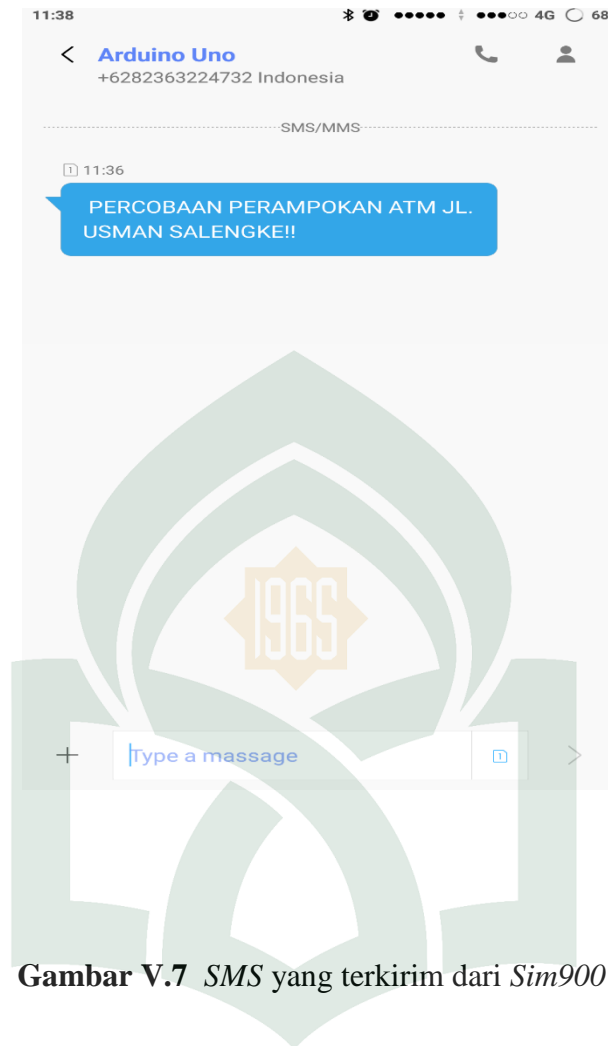 11:38 4G 68
Arduino Uno
+6282363224732 Indonesia
SMS/MMS
1 11:36
PERCOBAAN PERAMPOKAN ATM JL.
USMAN SALENGKE!!
1965
Type a massage 1
Gambar V.7 SMS yang terkirim dari Sim900